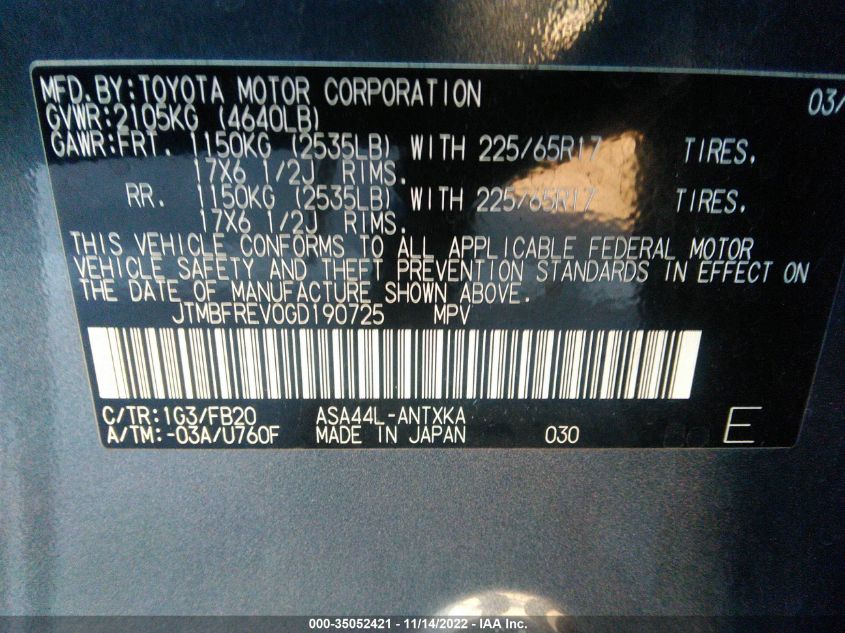 MFD.BY:TOYOTA MOTOR CORPORATION 03/
GVWR:2105KG (4640LB)
GAWR:FRT. 1150KG (2535LB) WITH 225/65R17 TIRES.
17X6 1/2J RIMS.
RR. 1150KG (2535LB) WITH 225/65R17 TIRES.
17X6 1/2J RIMS.
THIS VEHICLE CONFORMS TO ALL APPLICABLE FEDERAL MOTOR
VEHICLE SAFETY AND THEFT PREVENTION STANDARDS IN EFFECT ON
THE DATE OF MANUFACTURE SHOWN ABOVE.
JTMBFREV0GD190725 MPV
C/TR:1G3/FB20 ASA44L-ANTXKA
A/TM:-03A/U760F MADE IN JAPAN 030 E
000-35052421 - 11/14/2022 - IAA Inc.